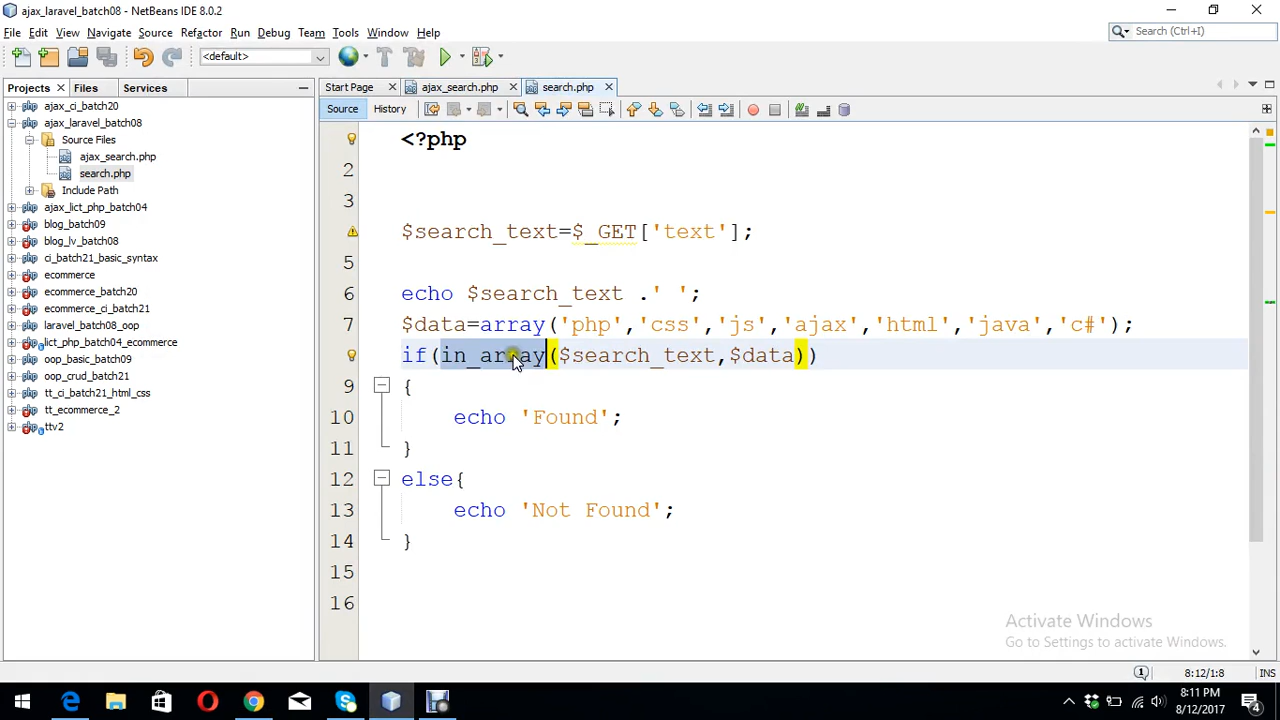 ajax_laravel_batch08 - NetBeans IDE 8.0.2
File Edit View Navigate Source Refactor Run Debug Team Tools Window Help
Search (Ctrl+I)
<default>
Projects Files Services
Start Page ajax_search.php search.php
Source History
ajax_ci_batch20
ajax_laravel_batch08
Source Files
ajax_search.php
search.php
Include Path
ajax_lict_php_batch04
blog_batch09
blog_lv_batch08
ci_batch21_basic_syntax
ecommerce
ecommerce_batch20
ecommerce_ci_batch21
laravel_batch08_oop
lict_php_batch04_ecommerce
oop_basic_batch09
oop_crud_batch21
tt_ci_batch21_html_css
tt_ecommerce_2
ttv2
<?php
2
3
$search_text=$_GET['text'];
5
6 echo $search_text .' ';
7 $data=array('php','css','js','ajax','html','java','c#');
if(in_array($search_text,$data))
9 {
10 echo 'Found';
11 }
12 else{
13 echo 'Not Found';
14 }
15
16
Activate Windows
Go to Settings to activate Windows.
1 8:12/1:8 INS
8:11 PM
8/12/2017
4